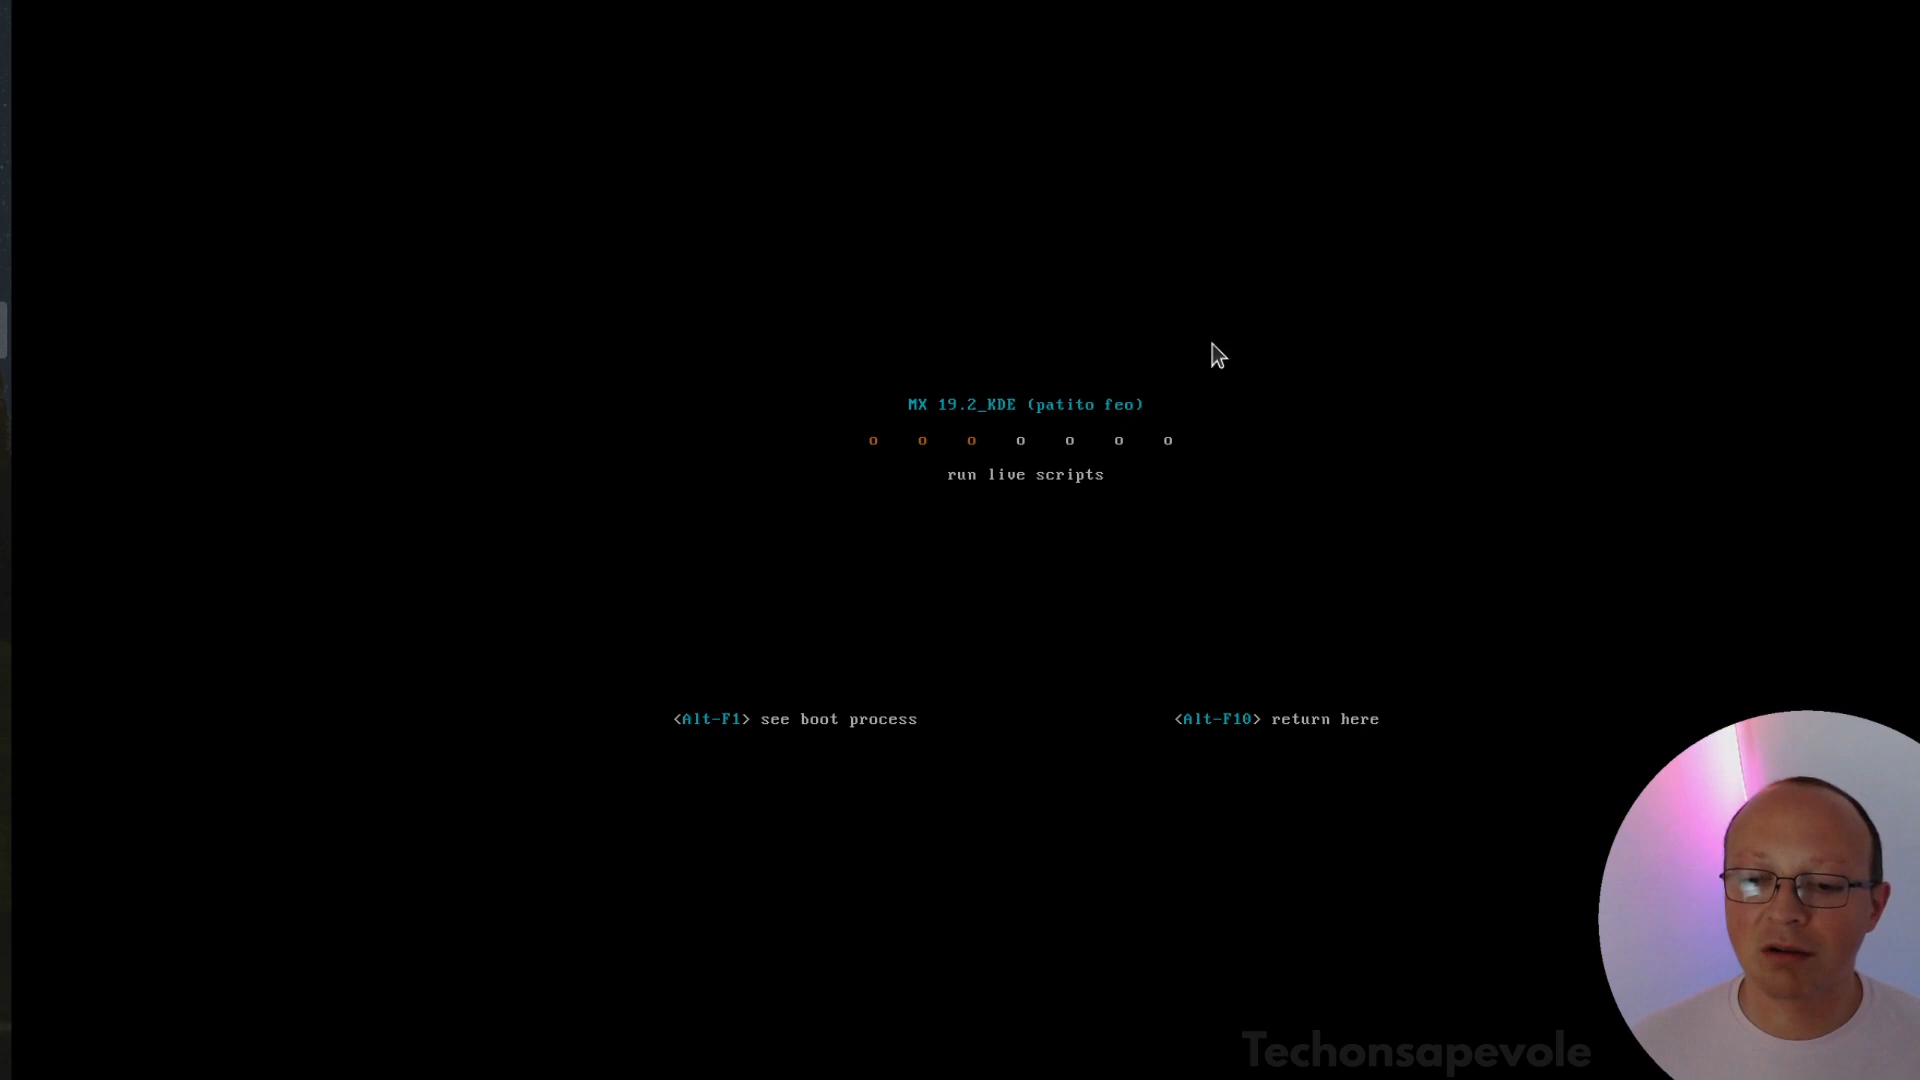 MX 19.2_KDE (patito feo)
o o o o o o o
run live scripts
<Alt-F1> see boot process
<Alt-F10> return here
Techonsapevole